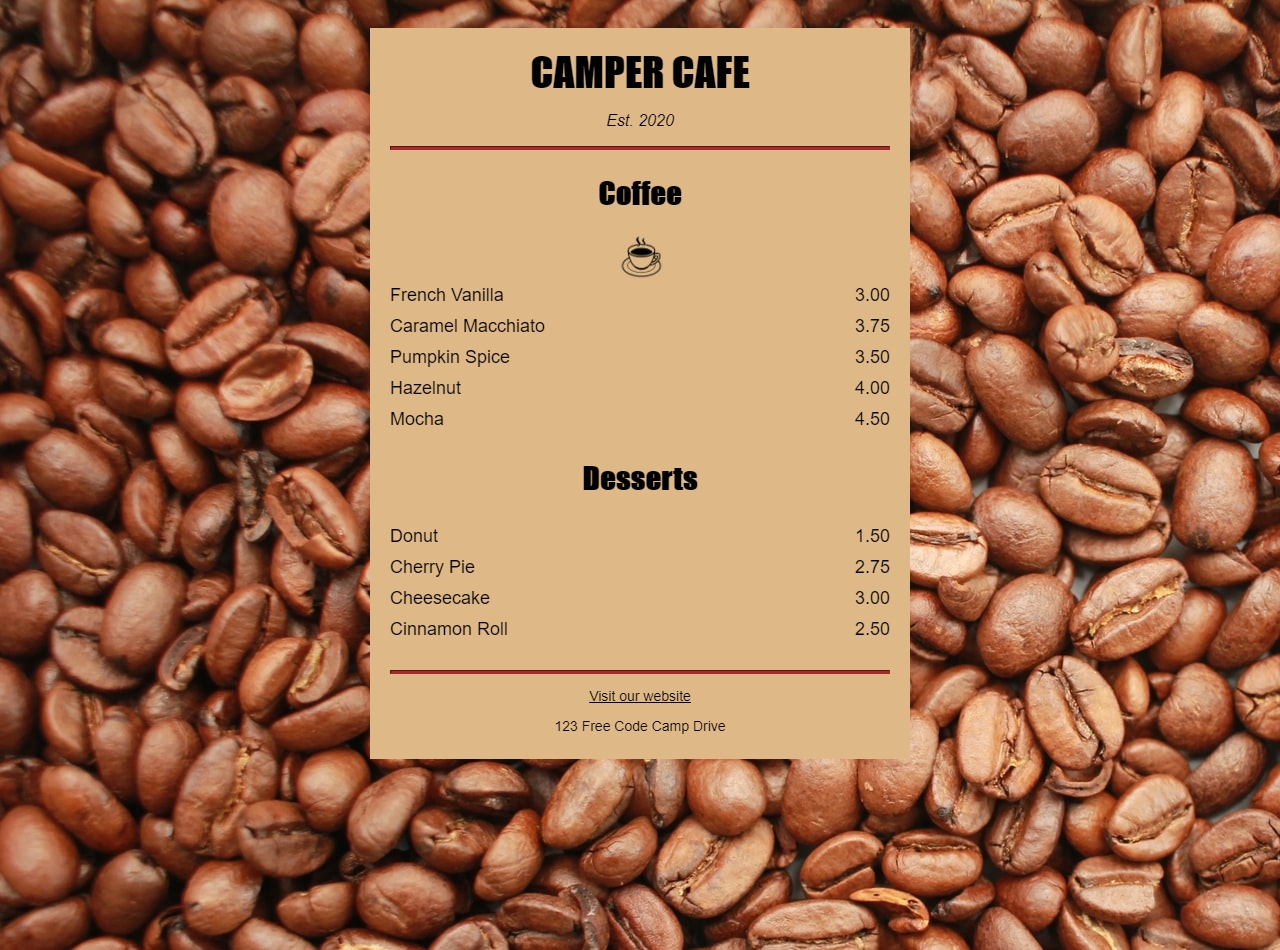 CAMPER CAFE
Est. 2020
Coffee
French Vanilla 3.00
Caramel Macchiato 3.75
Pumpkin Spice 3.50
Hazelnut 4.00
Mocha 4.50
Desserts
Donut 1.50
Cherry Pie 2.75
Cheesecake 3.00
Cinnamon Roll 2.50
Visit our website
123 Free Code Camp Drive